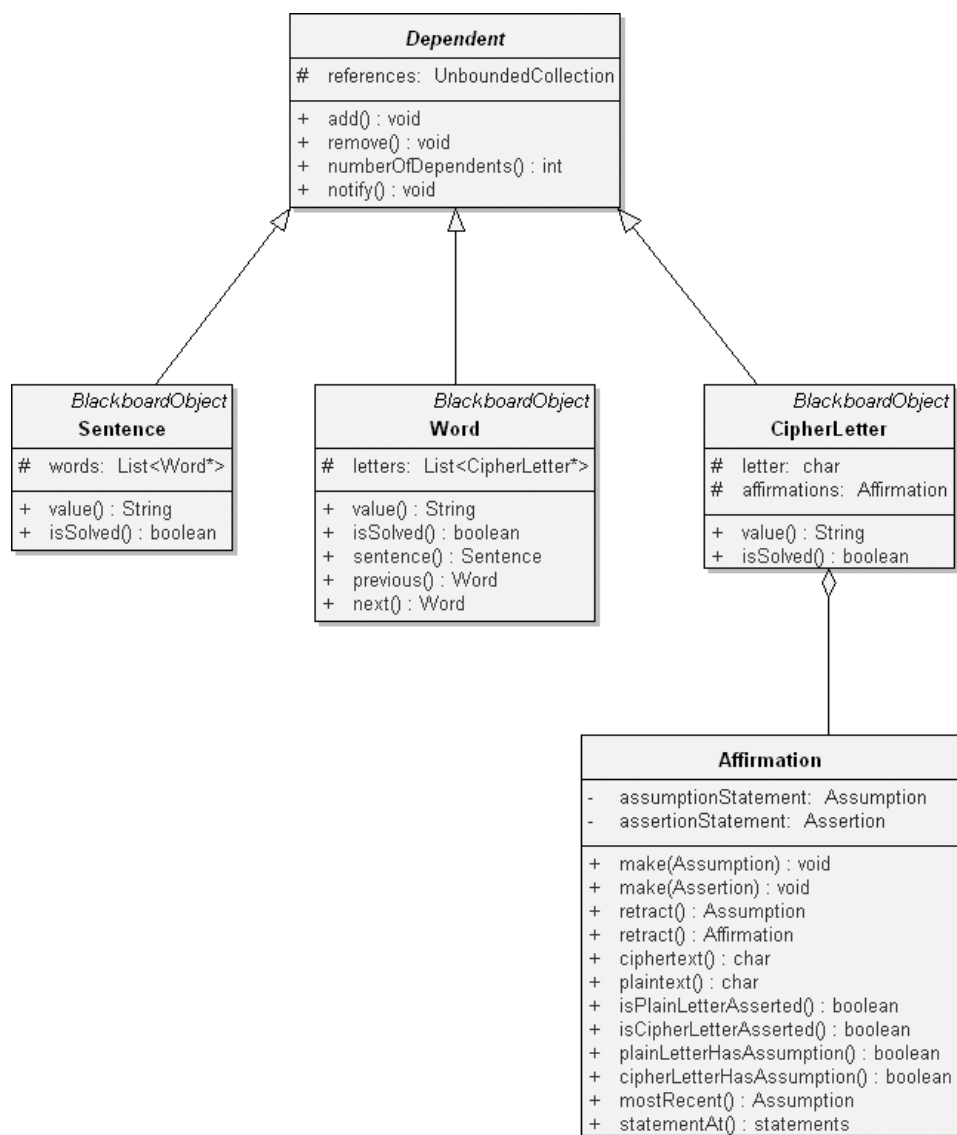 Dependent
# references: UnboundedCollection
+ add() : void
+ remove() : void
+ numberOfDependents() : int
+ notify() : void
BlackboardObject
Sentence
# words: List<Word*>
+ value() : String
+ isSolved() : boolean
BlackboardObject
Word
# letters: List<CipherLetter*>
+ value() : String
+ isSolved() : boolean
+ sentence() : Sentence
+ previous() : Word
+ next() : Word
BlackboardObject
CipherLetter
# letter: char
# affirmations: Affirmation
+ value() : String
+ isSolved() : boolean
Affirmation
- assumptionStatement: Assumption
- assertionStatement: Assertion
+ make(Assumption) : void
+ make(Assertion) : void
+ retract() : Assumption
+ retract() : Affirmation
+ ciphertext() : char
+ plaintext() : char
+ isPlainLetterAsserted() : boolean
+ isCipherLetterAsserted() : boolean
+ plainLetterHasAssumption() : boolean
+ cipherLetterHasAssumption() : boolean
+ mostRecent() : Assumption
+ statementAt() : statements